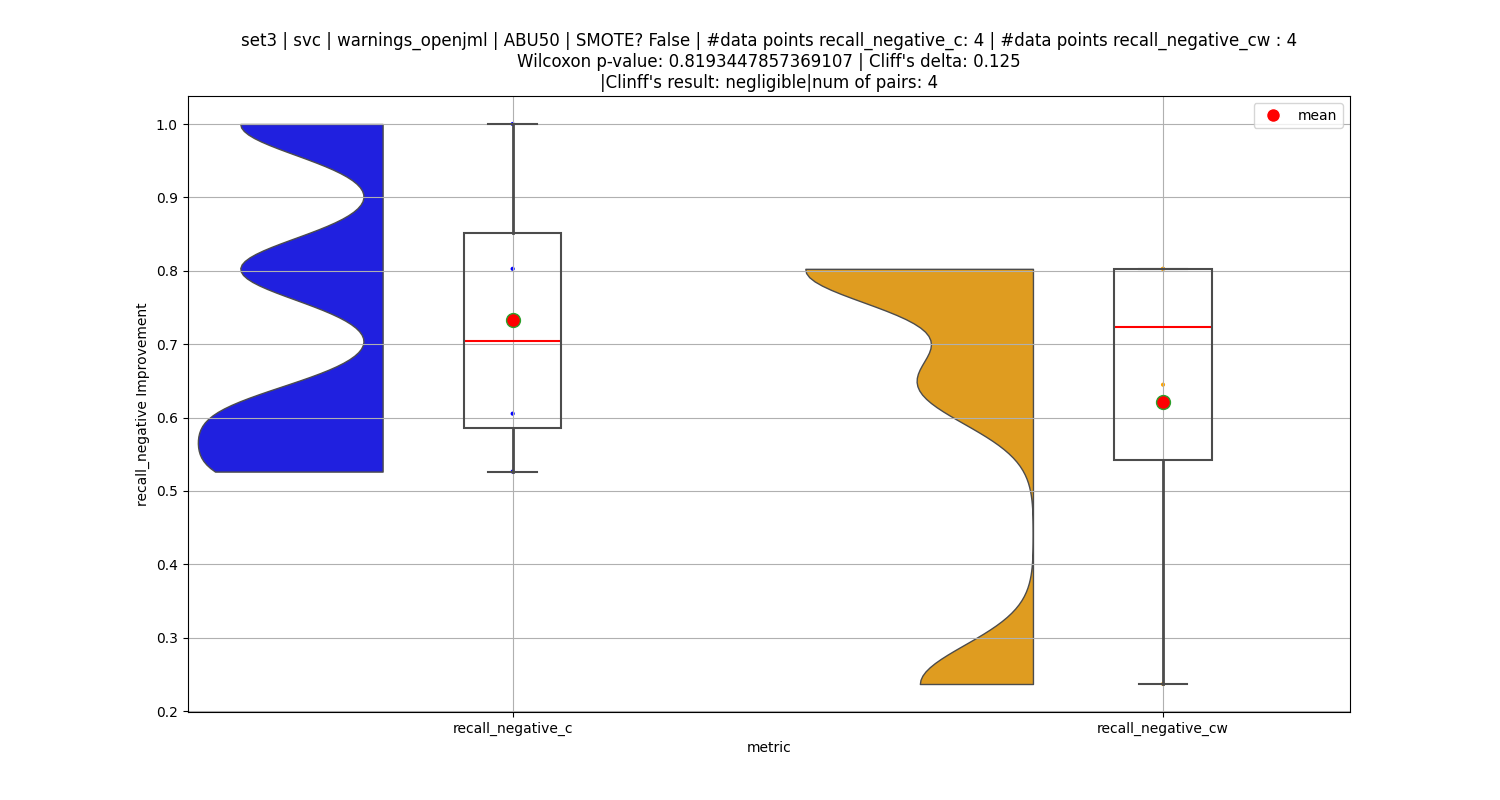 set3 | svc | warnings_openjml | ABU50 | SMOTE? False | #data points recall_negative_c: 4 | #data points recall_negative_cw : 4
Wilcoxon p-value: 0.8193447857369107 | Cliff's delta: 0.125
|Clinff's result: negligible|num of pairs: 4
mean
1.0
0.9
0.8
0.7
0.6
0.5
0.4
0.3
0.2
recall_negative Improvement
recall_negative_c
recall_negative_cw
metric